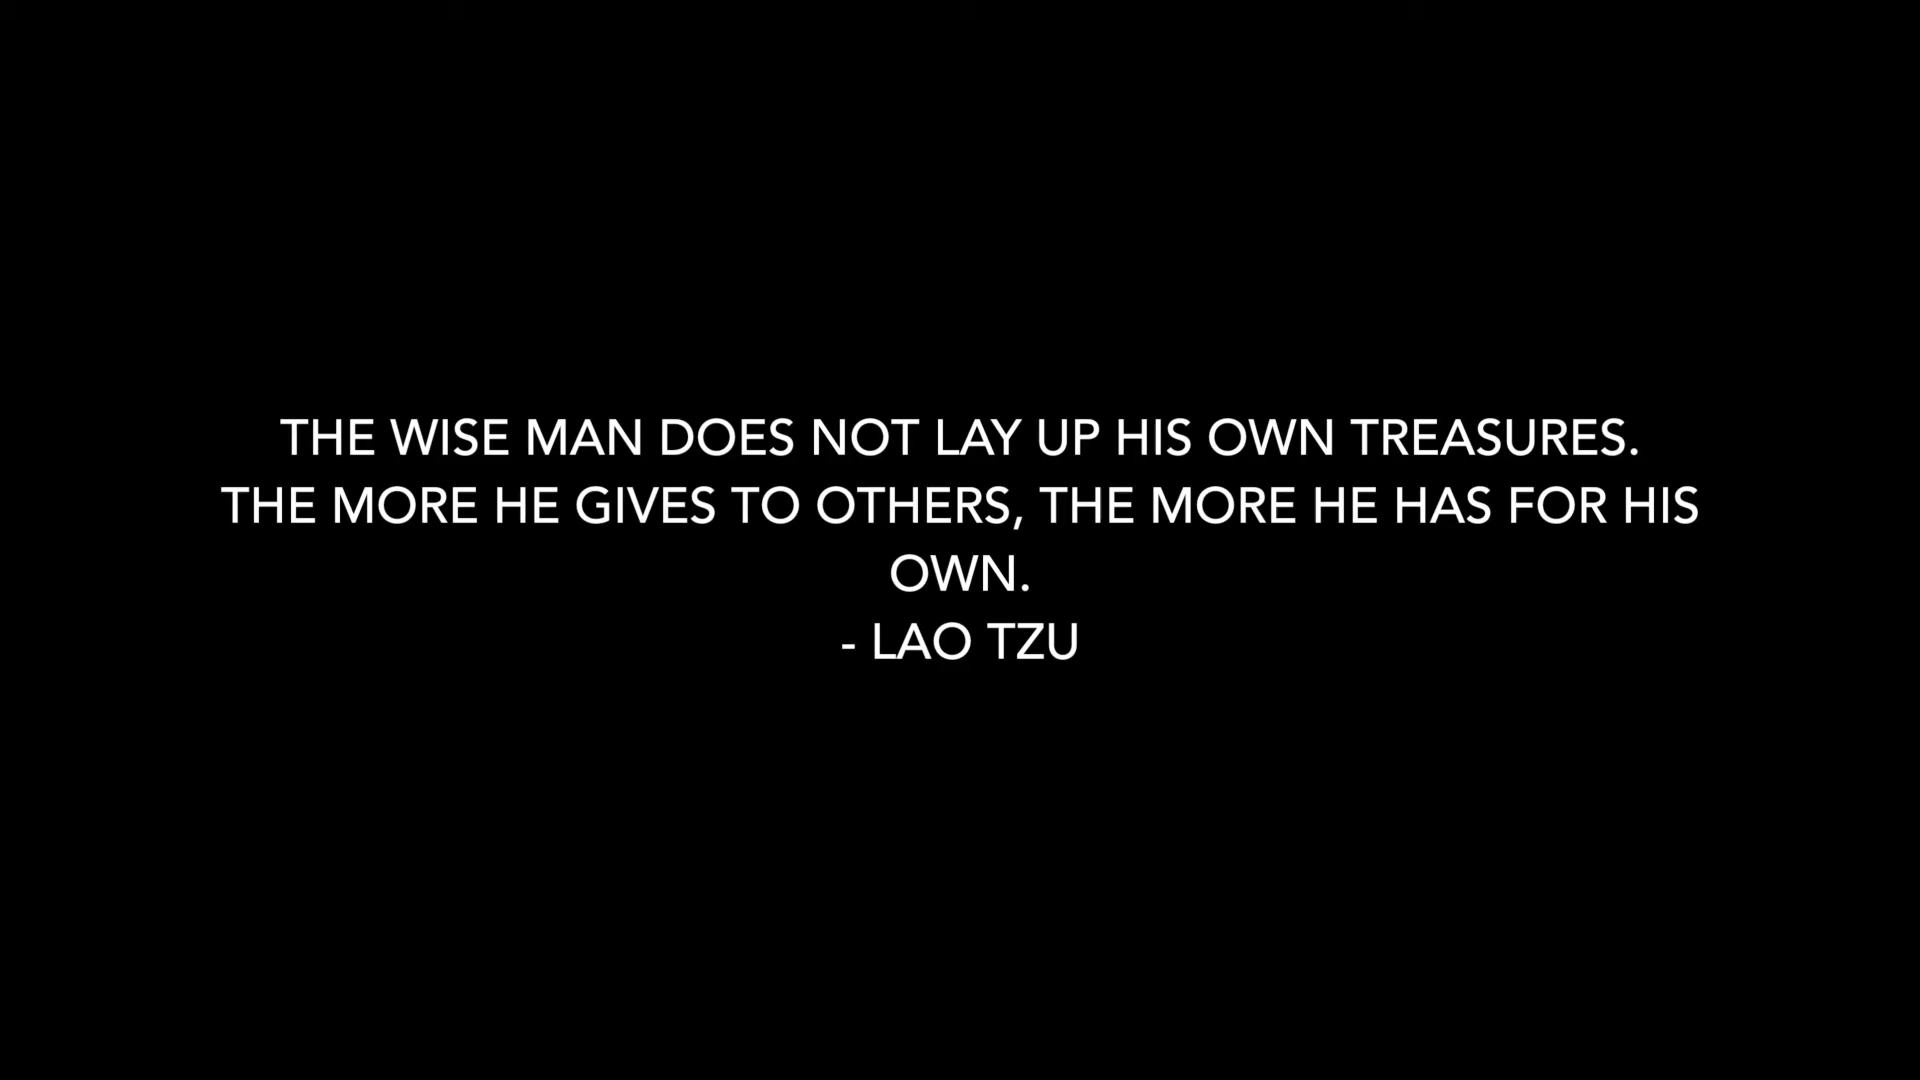 THE WISE MAN DOES NOT LAY UP HIS OWN TREASURES.
THE MORE HE GIVES TO OTHERS, THE MORE HE HAS FOR HIS
OWN.
- LAO TZU